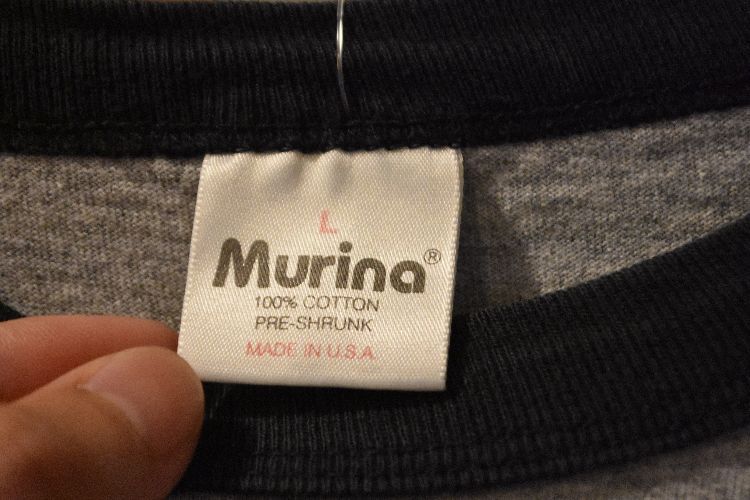 L
Murina®
100% COTTON
PRE-SHRUNK
MADE IN U.S.A.